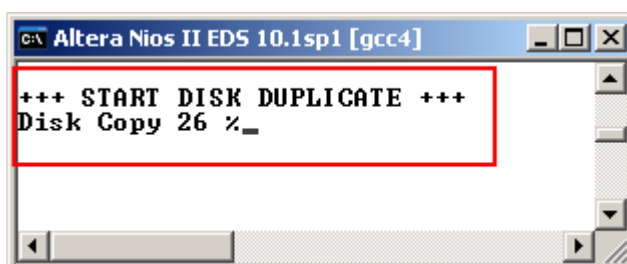 Altera Nios II EDS 10.1sp1 [gcc4]
+++ START DISK DUPLICATE +++
Disk Copy 26 %_